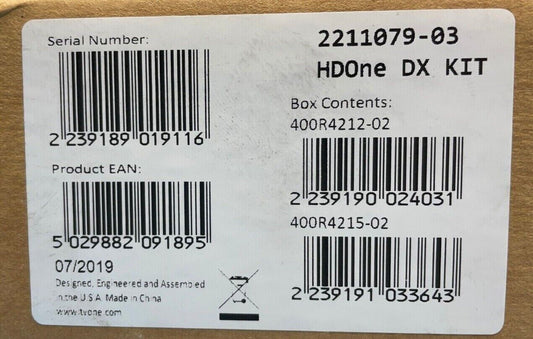 Serial Number:
2 239189 019116
Product EAN:
5 029882 091895
07/2019
Designed, Engineered and Assembled
in the U.S.A. Made in China
www.tvone.com
2211079-03
HDOne DX KIT
Box Contents:
400R4212-02
2 239190 024031
400R4215-02
2 239191 033643